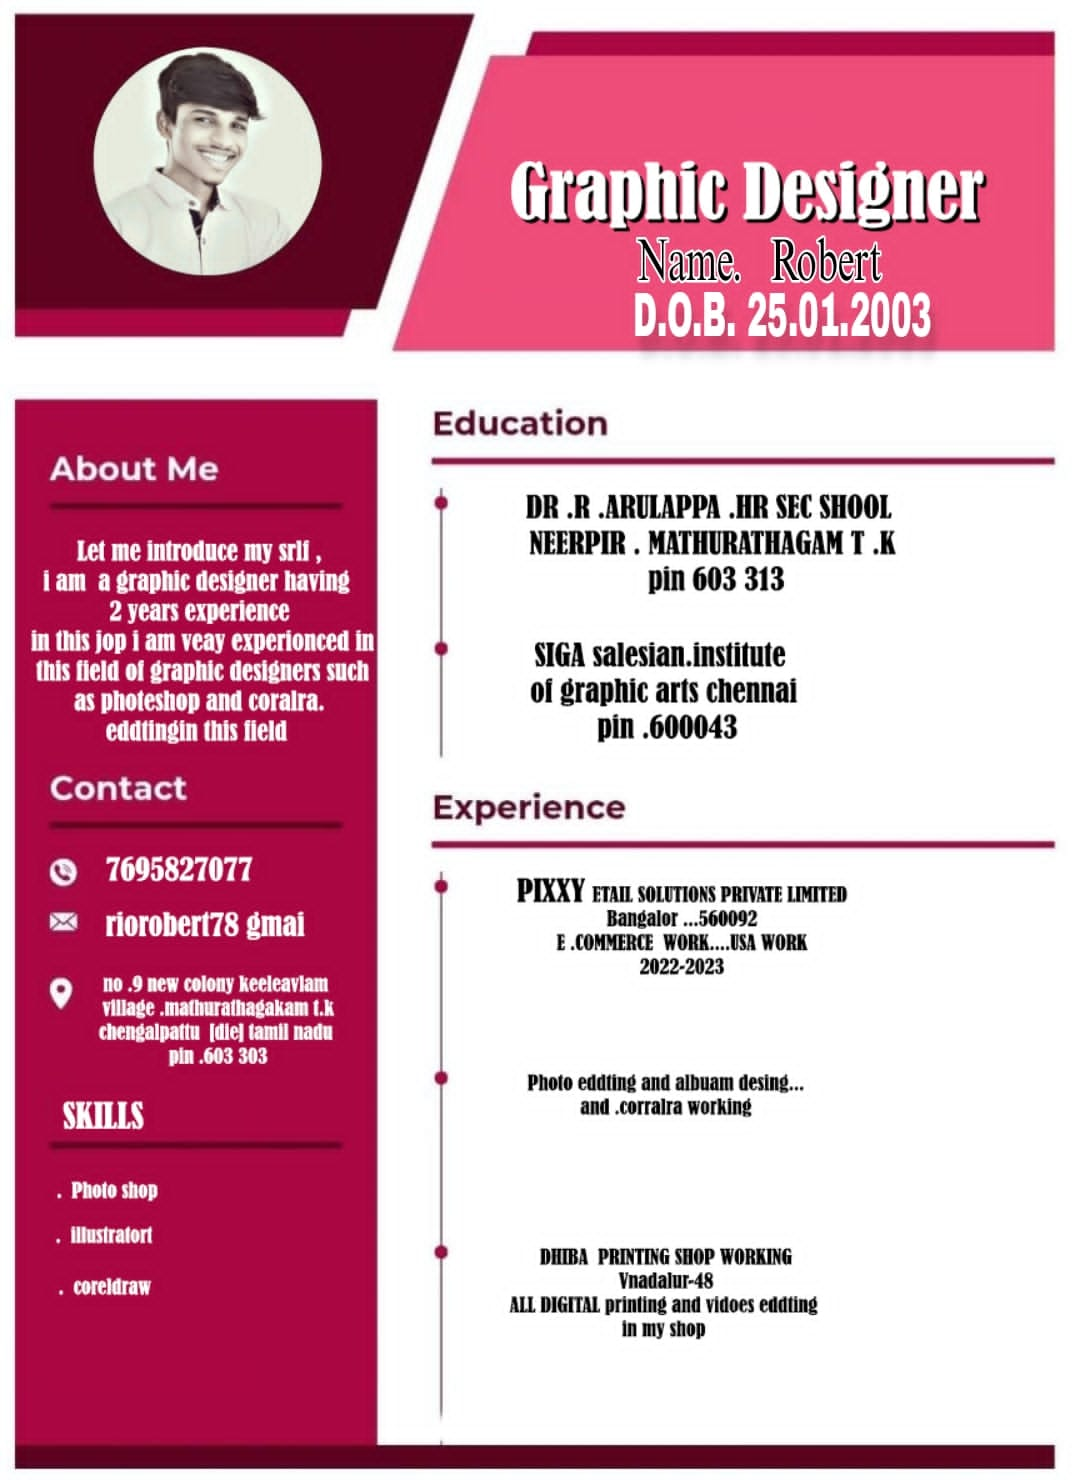 Graphic Designer
Name. Robert
D.O.B. 25.01.2003
About Me
Let me introduce my srlf ,
i am a graphic designer having
2 years experience
in this jop i am veay experionced in
this field of graphic designers such
as photeshop and coralra.
eddtingin this field
Contact
7695827077
riorobert78 gmai
no .9 new colony keeleavlam
village .mathurathagakam t.k
chengalpattu [die] tamil nadu
pin .603 303
SKILLS
. Photo shop
. illustratort
. coreldraw
Education
DR .R .ARULAPPA .HR SEC SHOOL
NEERPIR . MATHURATHAGAM T .K
pin 603 313
SIGA salesian.institute
of graphic arts chennai
pin .600043
Experience
PIXXY ETAIL SOLUTIONS PRIVATE LIMITED
Bangalor ...560092
E .COMMERCE WORK....USA WORK
2022-2023
Photo eddting and albuam desing...
and .corralra working
DHIBA PRINTING SHOP WORKING
Vnadalur-48
ALL DIGITAL printing and vidoes eddting
in my shop